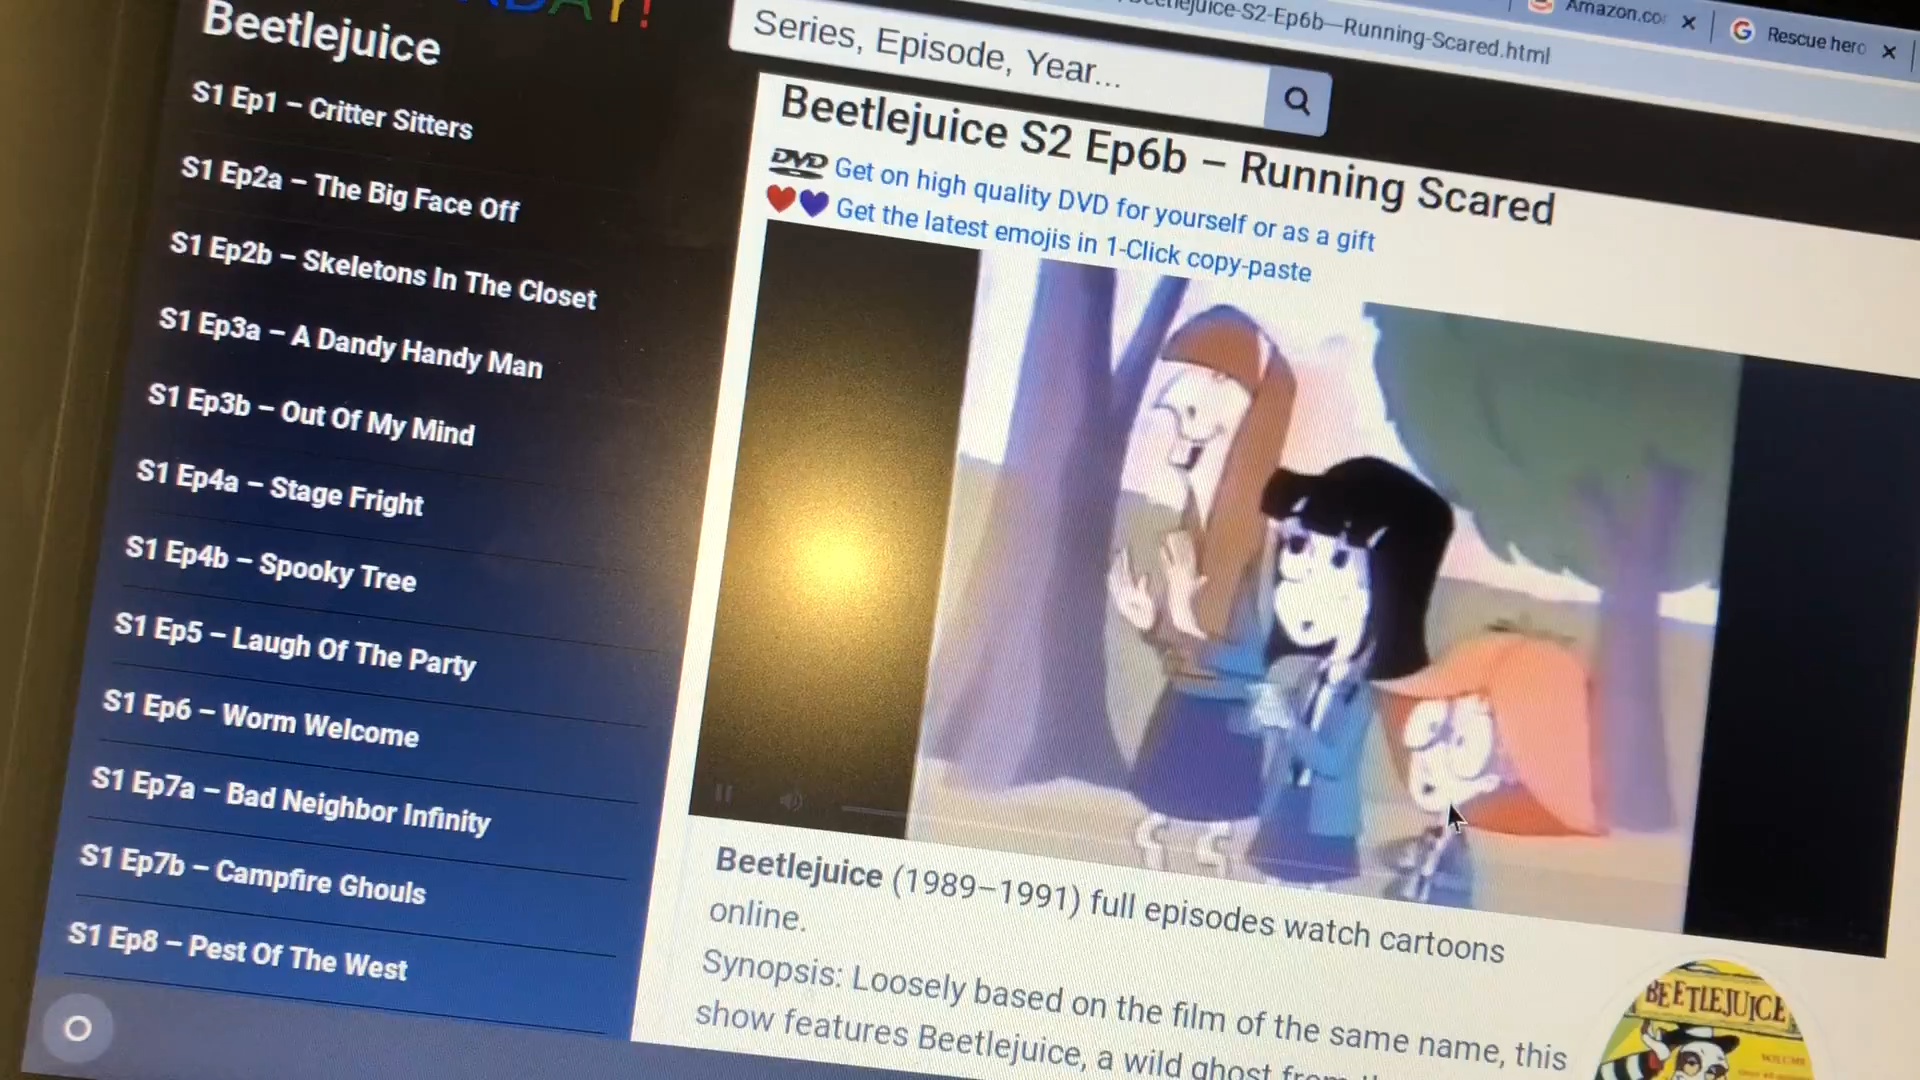 DAY!
Beetlejuice
S1 Ep1 – Critter Sitters
S1 Ep2a – The Big Face Off
S1 Ep2b – Skeletons In The Closet
S1 Ep3a – A Dandy Handy Man
S1 Ep3b – Out Of My Mind
S1 Ep4a – Stage Fright
S1 Ep4b – Spooky Tree
S1 Ep5 – Laugh Of The Party
S1 Ep6 – Worm Welcome
S1 Ep7a – Bad Neighbor Infinity
S1 Ep7b – Campfire Ghouls
S1 Ep8 – Pest Of The West
Amazon.co
Rescue hero
eetlejuice-S2-Ep6b—Running-Scared.html
Series, Episode, Year...
Beetlejuice S2 Ep6b – Running Scared
DVD Get on high quality DVD for yourself or as a gift
Get the latest emojis in 1-Click copy-paste
Beetlejuice (1989–1991) full episodes watch cartoons
online.
Synopsis: Loosely based on the film of the same name, this
show features Beetlejuice, a wild ghost from
BEETLEJUICE